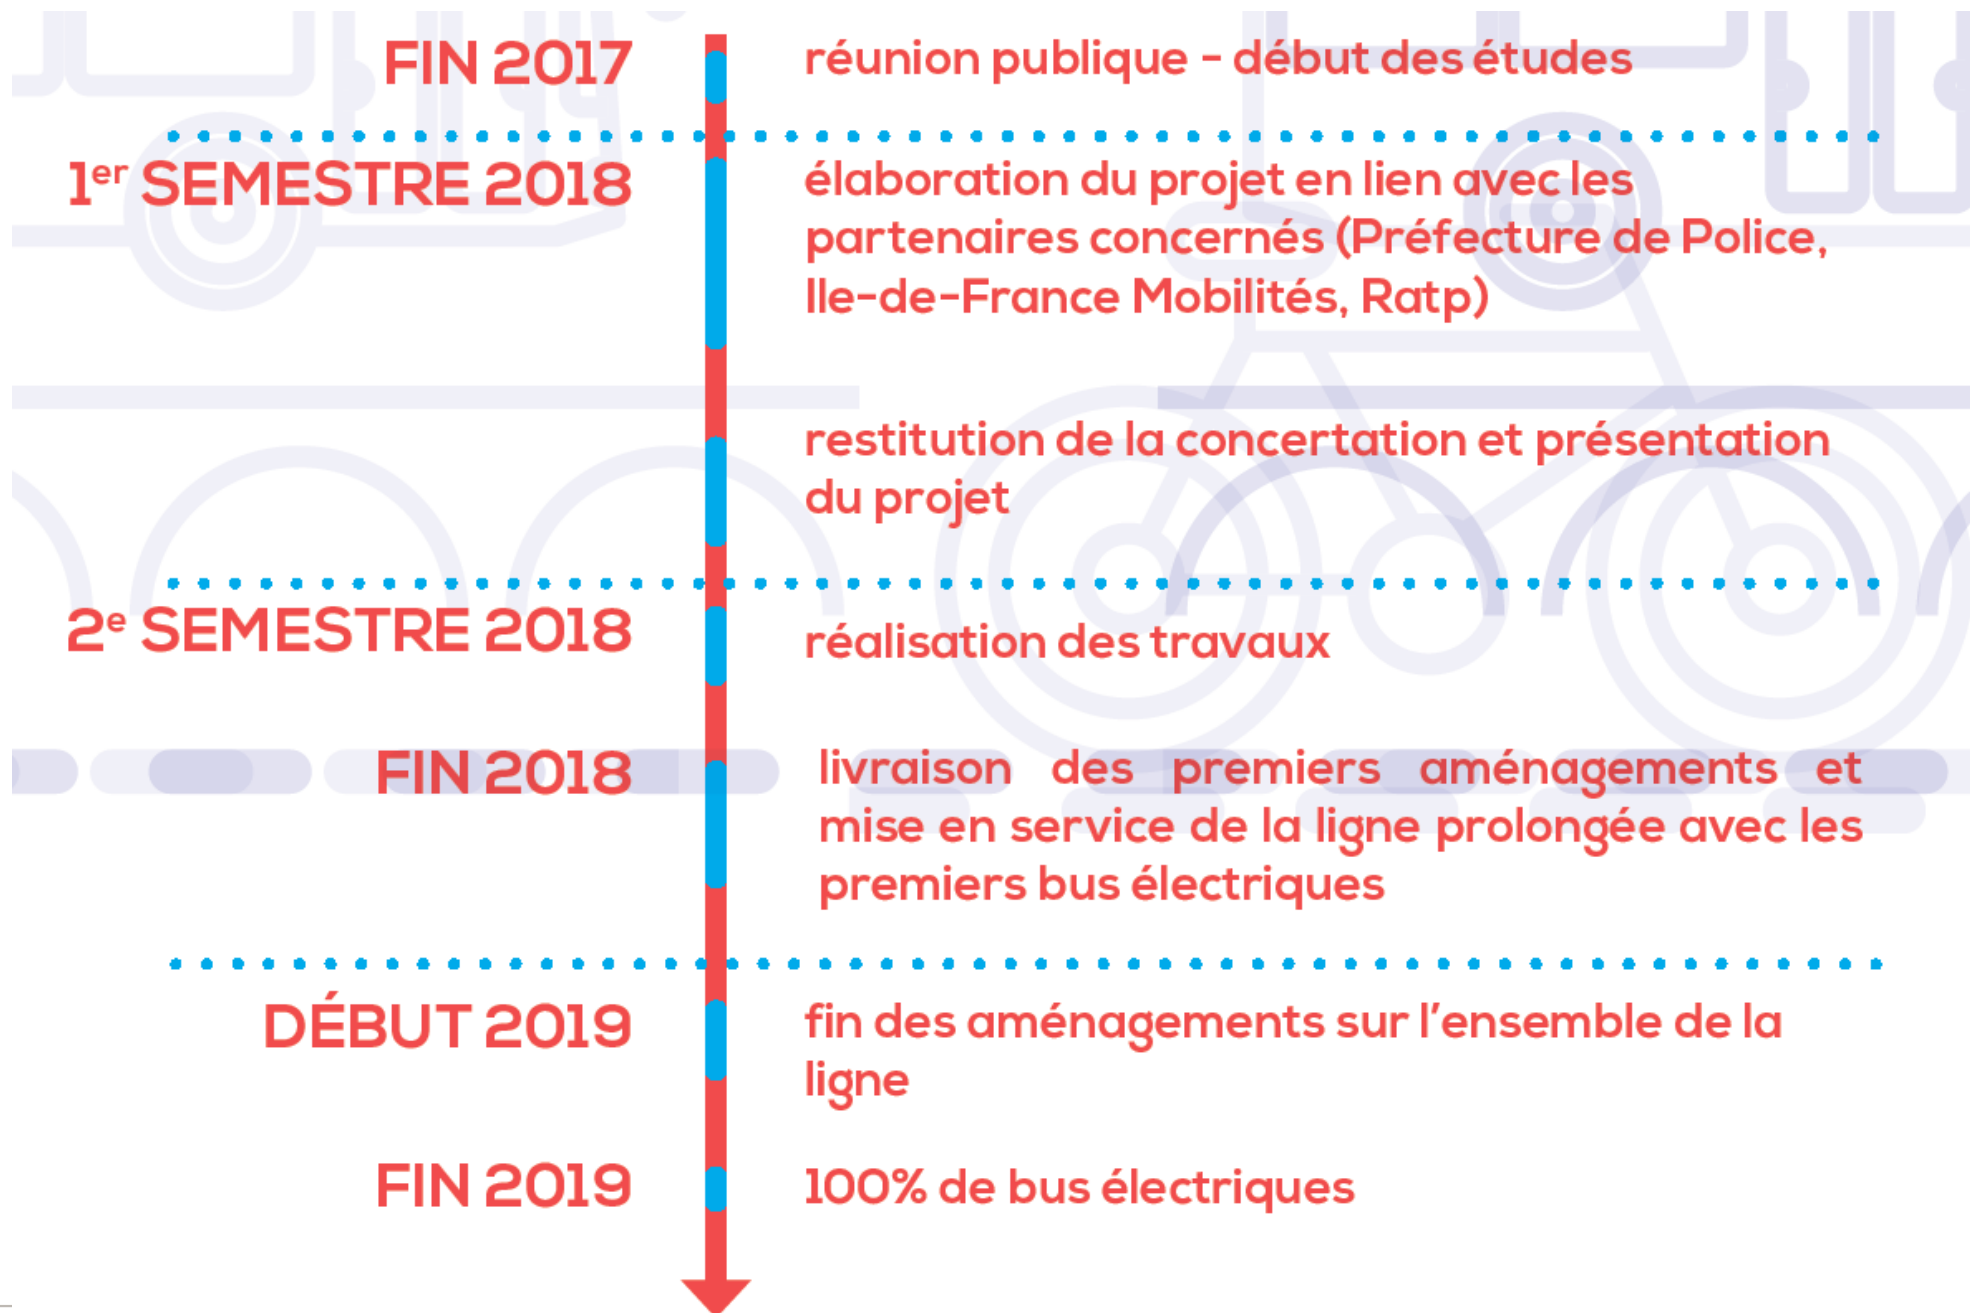 FIN 2017
réunion publique - début des études
1er SEMESTRE 2018
élaboration du projet en lien avec les
partenaires concernés (Préfecture de Police,
Ile-de-France Mobilités, Ratp)
restitution de la concertation et présentation
du projet
2e SEMESTRE 2018
réalisation des travaux
FIN 2018
livraison des premiers aménagements et
mise en service de la ligne prolongée avec les
premiers bus électriques
DÉBUT 2019
fin des aménagements sur l'ensemble de la
ligne
FIN 2019
100% de bus électriques